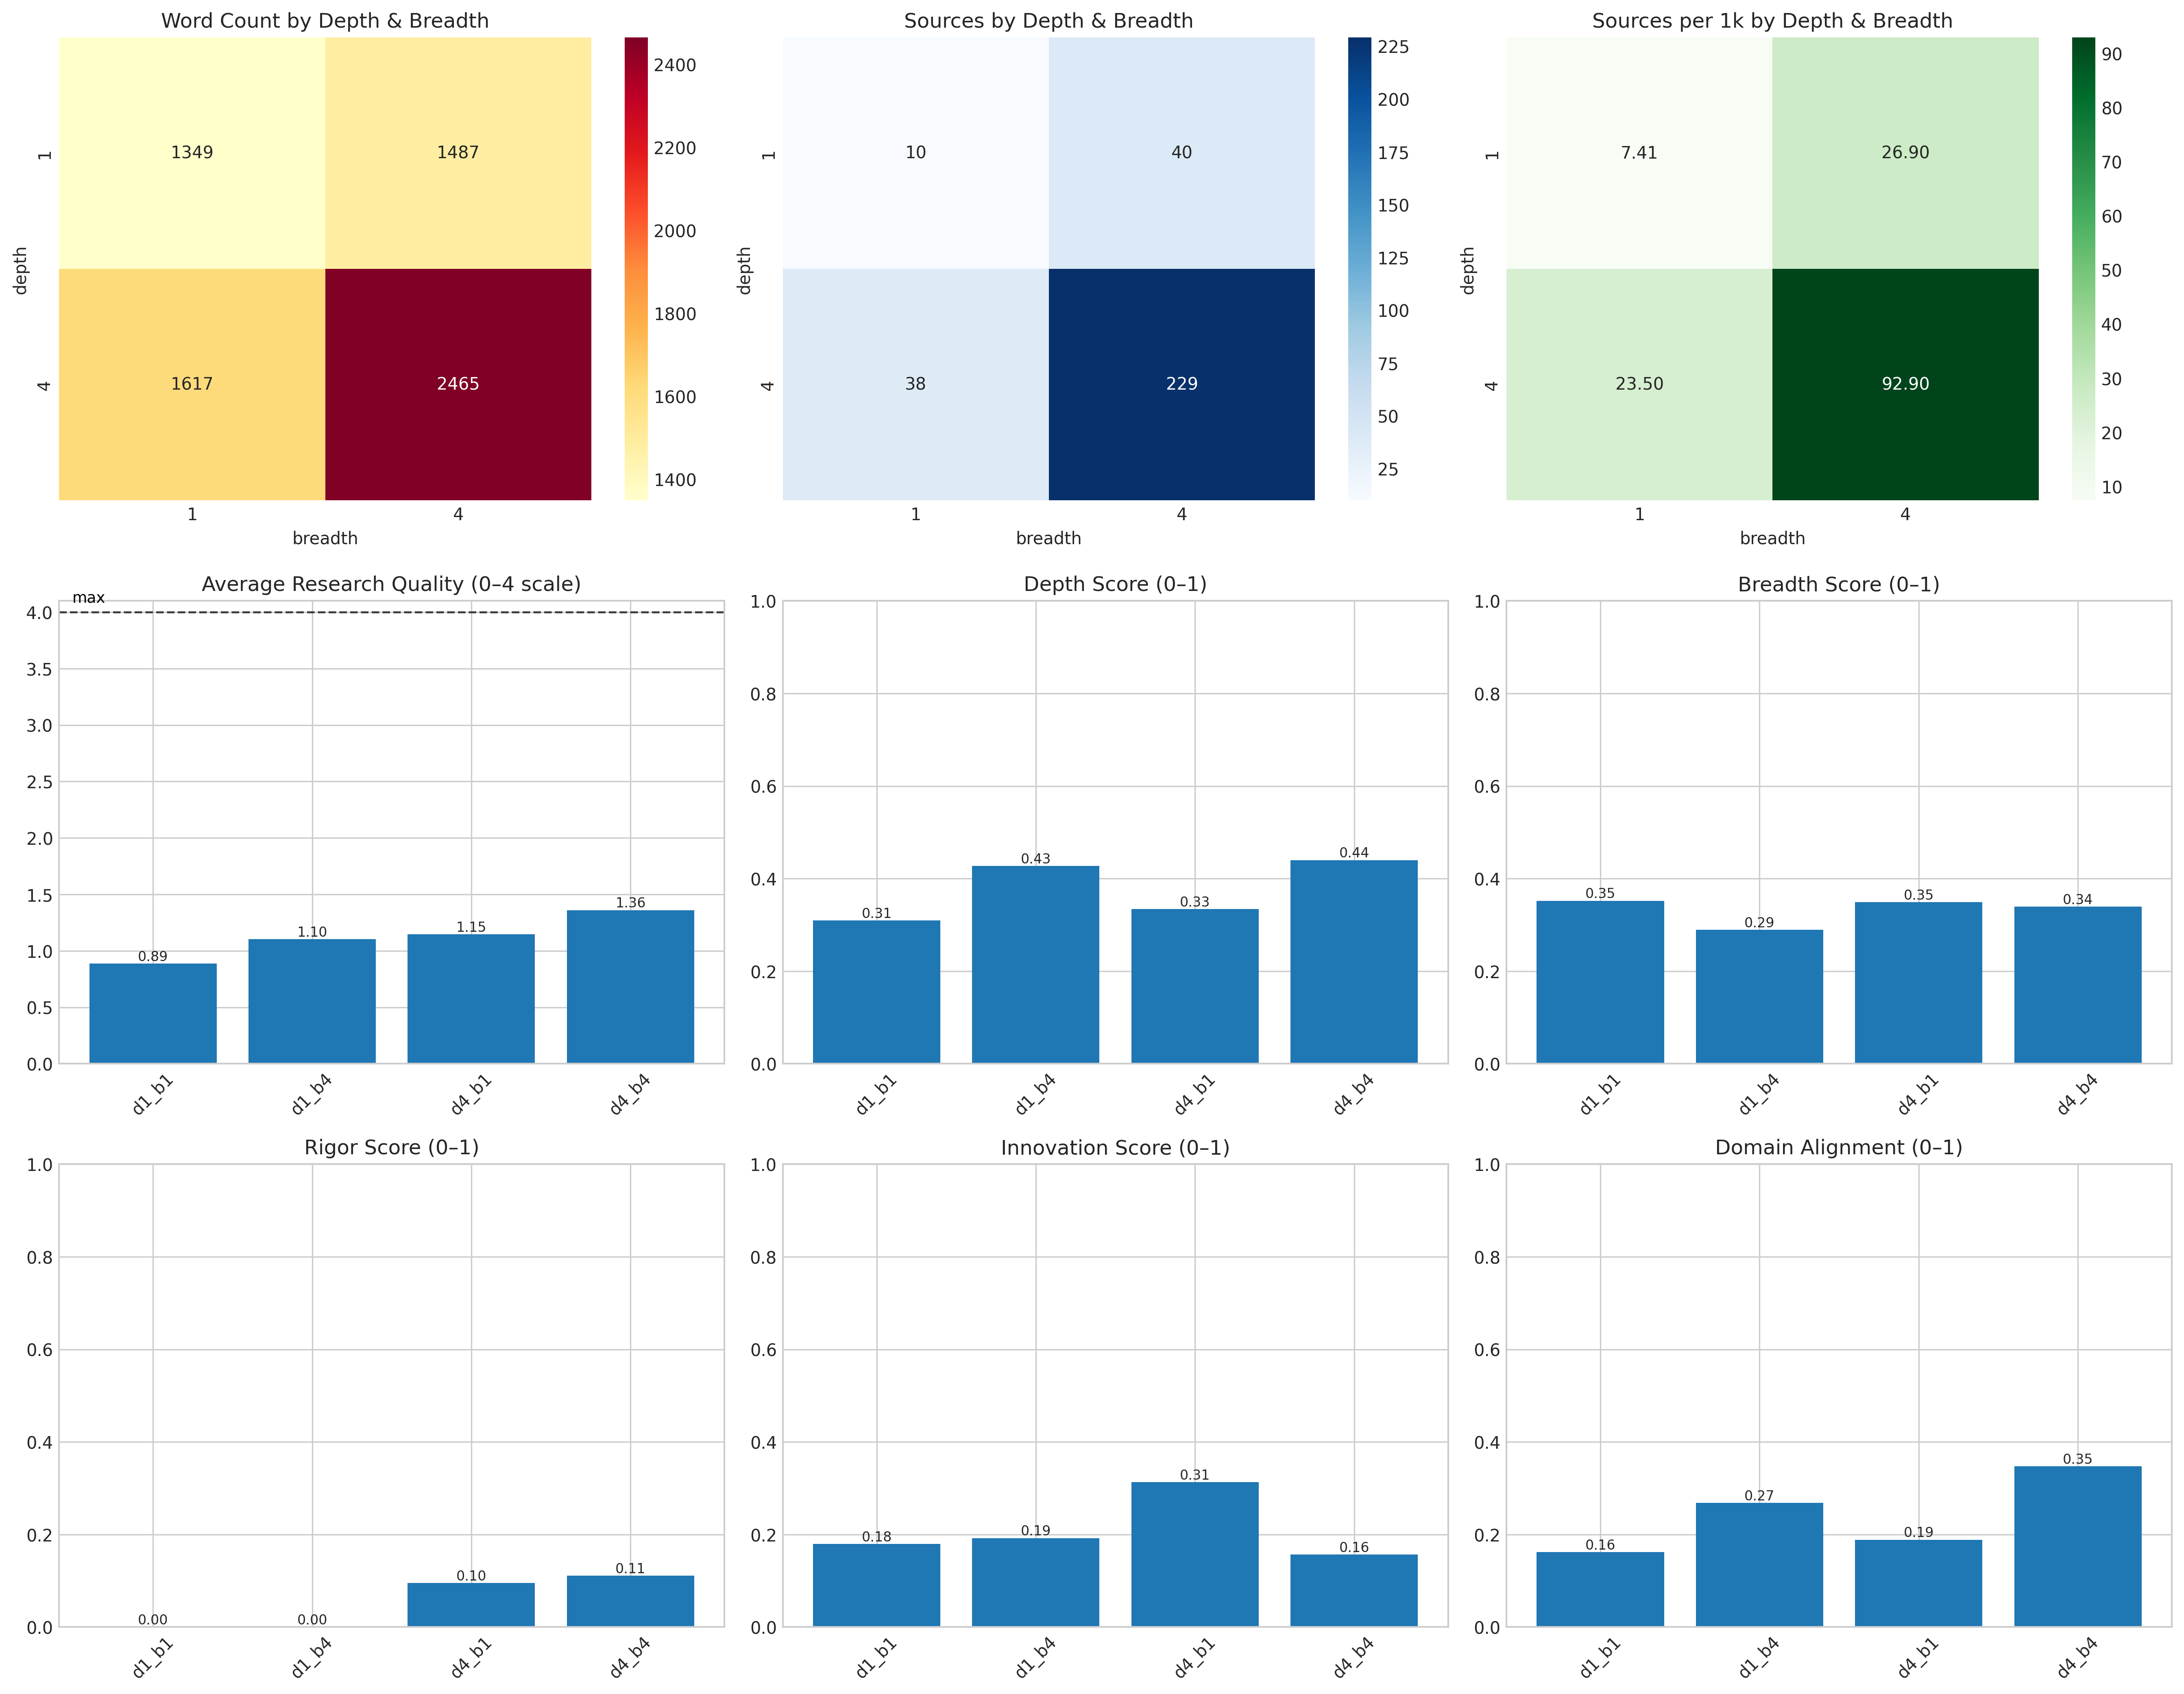 Word Count by Depth & Breadth
1349 1487
1617 2465
1
4
depth
1 4
breadth
2400
2200
2000
1800
1600
1400
Sources by Depth & Breadth
10 40
38 229
1
4
depth
1 4
breadth
225
200
175
150
125
100
75
50
25
Sources per 1k by Depth & Breadth
7.41 26.90
23.50 92.90
1
4
depth
1 4
breadth
90
80
70
60
50
40
30
20
10
Average Research Quality (0–4 scale)
max
4.0
3.5
3.0
2.5
2.0
1.5
1.0
0.5
0.0
0.89 1.10 1.15 1.36
d1_b1 d1_b4 d4_b1 d4_b4
Depth Score (0–1)
1.0
0.8
0.6
0.4
0.2
0.0
0.31 0.43 0.33 0.44
d1_b1 d1_b4 d4_b1 d4_b4
Breadth Score (0–1)
1.0
0.8
0.6
0.4
0.2
0.0
0.35 0.29 0.35 0.34
d1_b1 d1_b4 d4_b1 d4_b4
Rigor Score (0–1)
1.0
0.8
0.6
0.4
0.2
0.0
0.00 0.00 0.10 0.11
d1_b1 d1_b4 d4_b1 d4_b4
Innovation Score (0–1)
1.0
0.8
0.6
0.4
0.2
0.0
0.18 0.19 0.31 0.16
d1_b1 d1_b4 d4_b1 d4_b4
Domain Alignment (0–1)
1.0
0.8
0.6
0.4
0.2
0.0
0.16 0.27 0.19 0.35
d1_b1 d1_b4 d4_b1 d4_b4